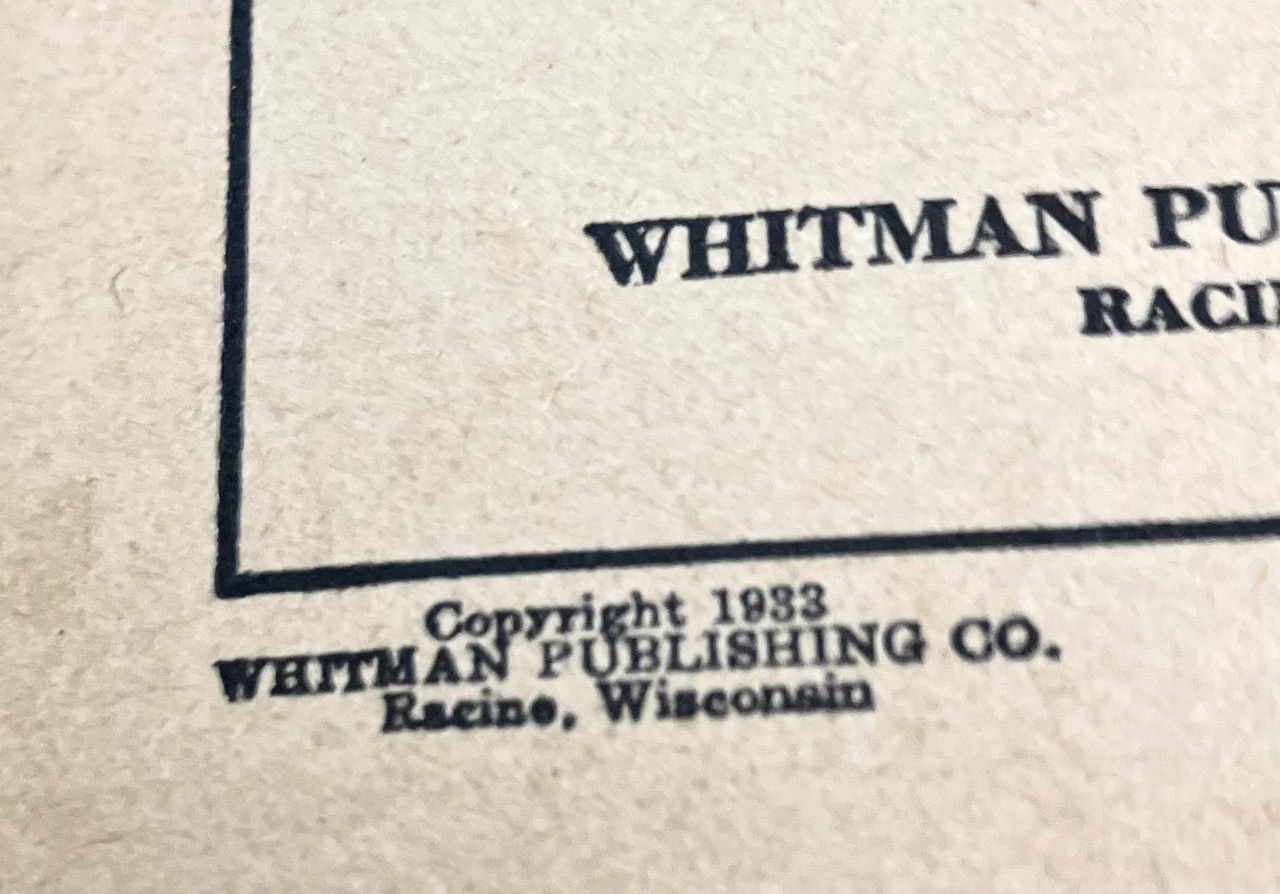 WHITMAN PU
RACI
Copyright 1933
WHITMAN PUBLISHING CO.
Racine, Wisconsin